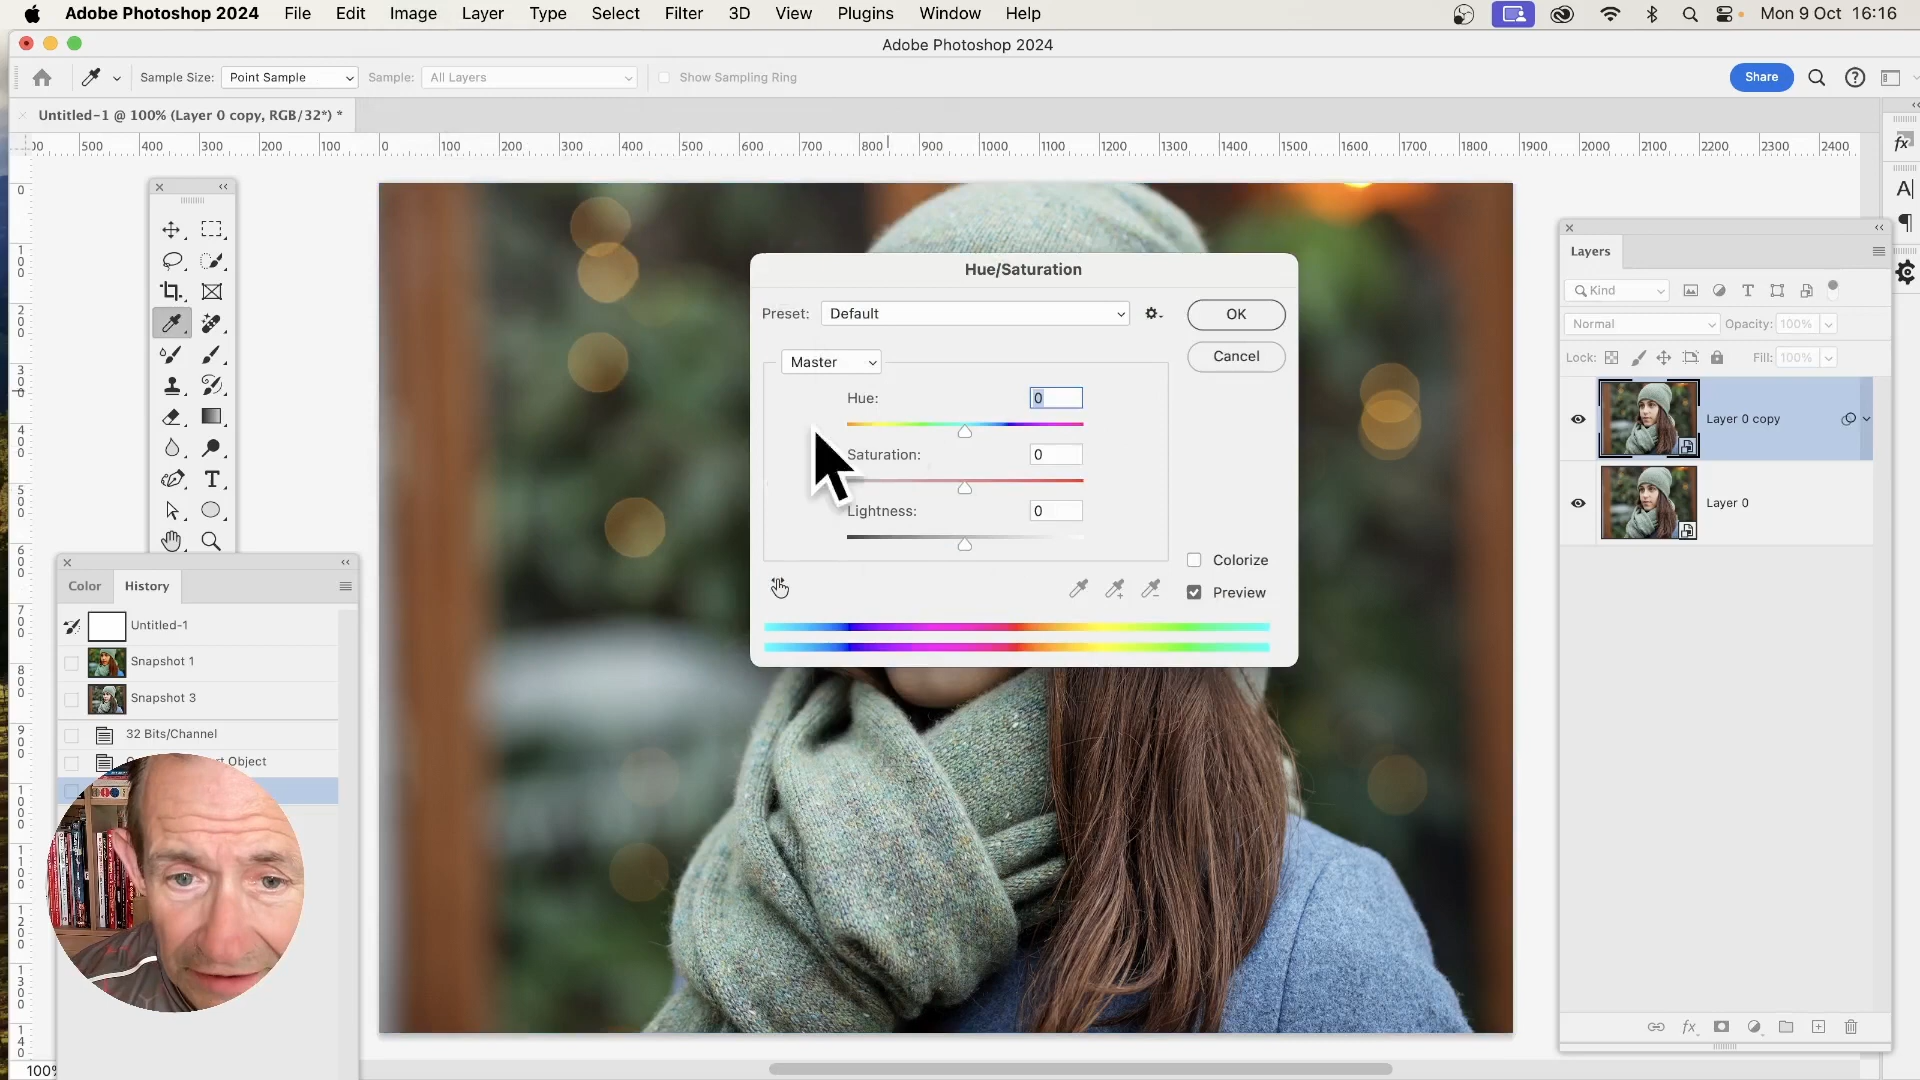 Adobe Photoshop 2024 File Edit Image Layer Type Select Filter 3D View Plugins Window Help Mon 9 Oct 16:16
Adobe Photoshop 2024
Sample Size: Point Sample Sample: All Layers Show Sampling Ring Share
Untitled-1 @ 100% (Layer 0 copy, RGB/32*) *
500 400 300 200 100 0 100 200 300 400 500 600 700 800 900 1000 1100 1200 1300 1400 1500 1600 1700 1800 1900 2000 2100 2200 2300 2400
0
100
200
300
400
500
600
700
800
900
1000
1100
1200
1300
140
Hue/Saturation
Preset: Default OK
Master Cancel
Hue: 0
Saturation: 0
Lightness: 0
Colorize
Preview
Layers
Kind
Normal Opacity: 100%
Lock: Fill: 100%
Layer 0 copy
Layer 0
Color History
Untitled-1
Snapshot 1
Snapshot 3
32 Bits/Channel
t Object
100%